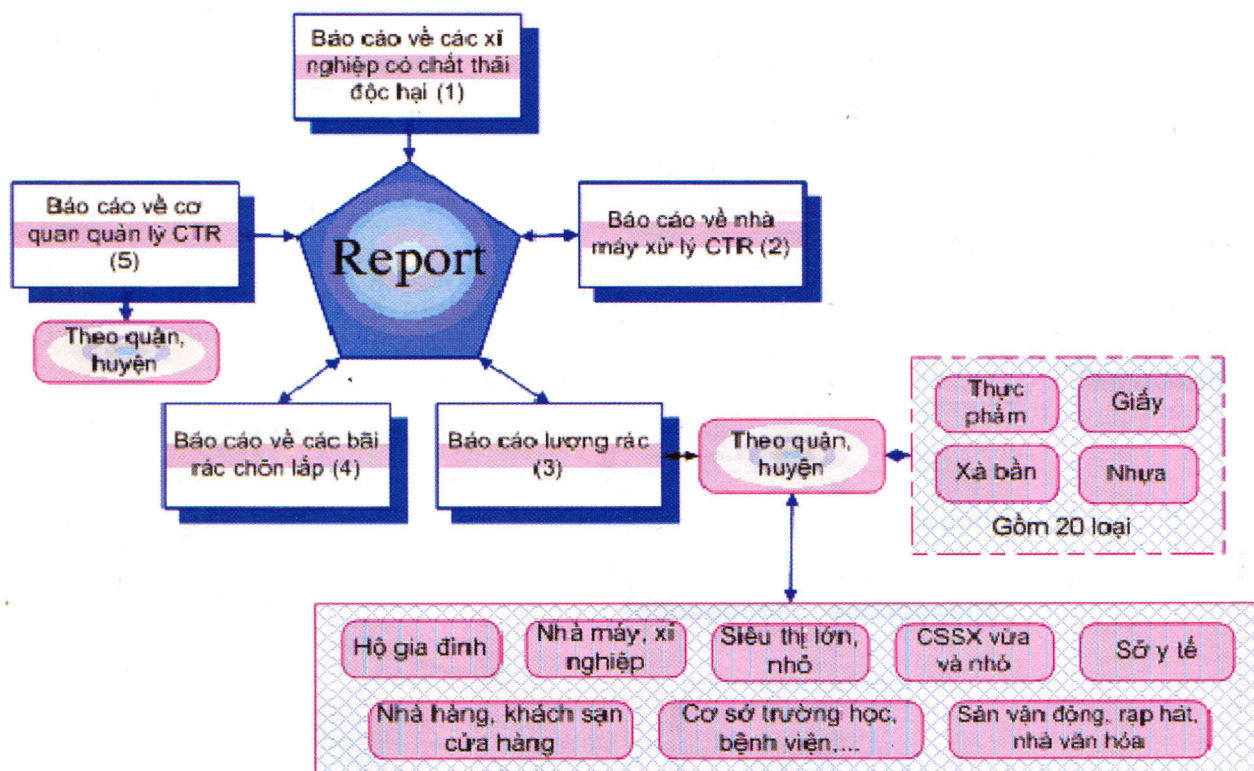 Báo cáo về các xí
nghiệp có chất thải
độc hại (1)
Báo cáo về cơ
quan quản lý CTR
(5)
Report
Báo cáo về nhà
máy xử lý CTR (2)
Theo quận,
huyện
Báo cáo về các bãi
rác chôn lấp (4)
Báo cáo lượng rác
(3)
Theo quận,
huyện
Thực
phẩm
Giấy
Xà bần
Nhựa
Gồm 20 loại
Hộ gia đình
Nhà máy, xí
nghiệp
Siêu thị lớn,
nhỏ
CSSX vừa
và nhỏ
Sở y tế
Nhà hàng, khách sạn
cửa hàng
Cơ sở trường học,
bệnh viện,...
Sân vận động, rạp hát,
nhà văn hóa